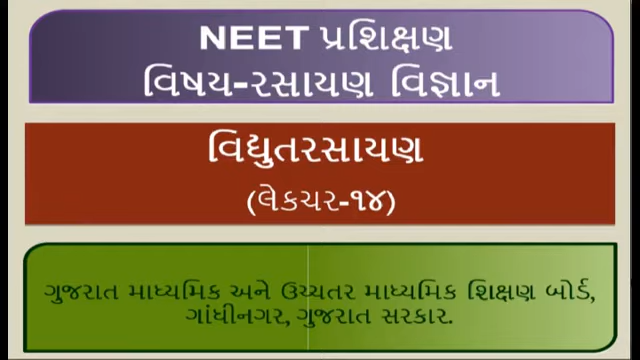 NEET પ્રશિક્ષણ
વિષય-રસાયણ વિજ્ઞાન
વિદ્યુતરસાયણ
(લેકચર-૧૪)
ગુજરાત માધ્યમિક અને ઉચ્ચતર માધ્યમિક શિક્ષણ બોર્ડ,
ગાંધીનગર, ગુજરાત સરકાર.